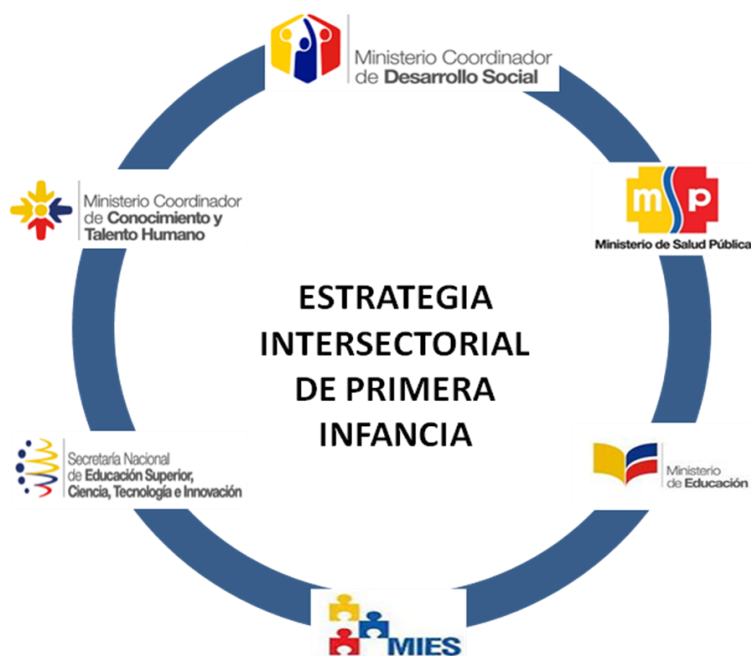 Ministerio Coordinador
de Desarrollo Social
Ministerio Coordinador
de Conocimiento y
Talento Humano
msp
Ministerio de Salud Pública
ESTRATEGIA
INTERSECTORIAL
DE PRIMERA
INFANCIA
Secretaría Nacional
de Educación Superior,
Ciencia, Tecnología e Innovación
Ministerio
de Educación
MIES